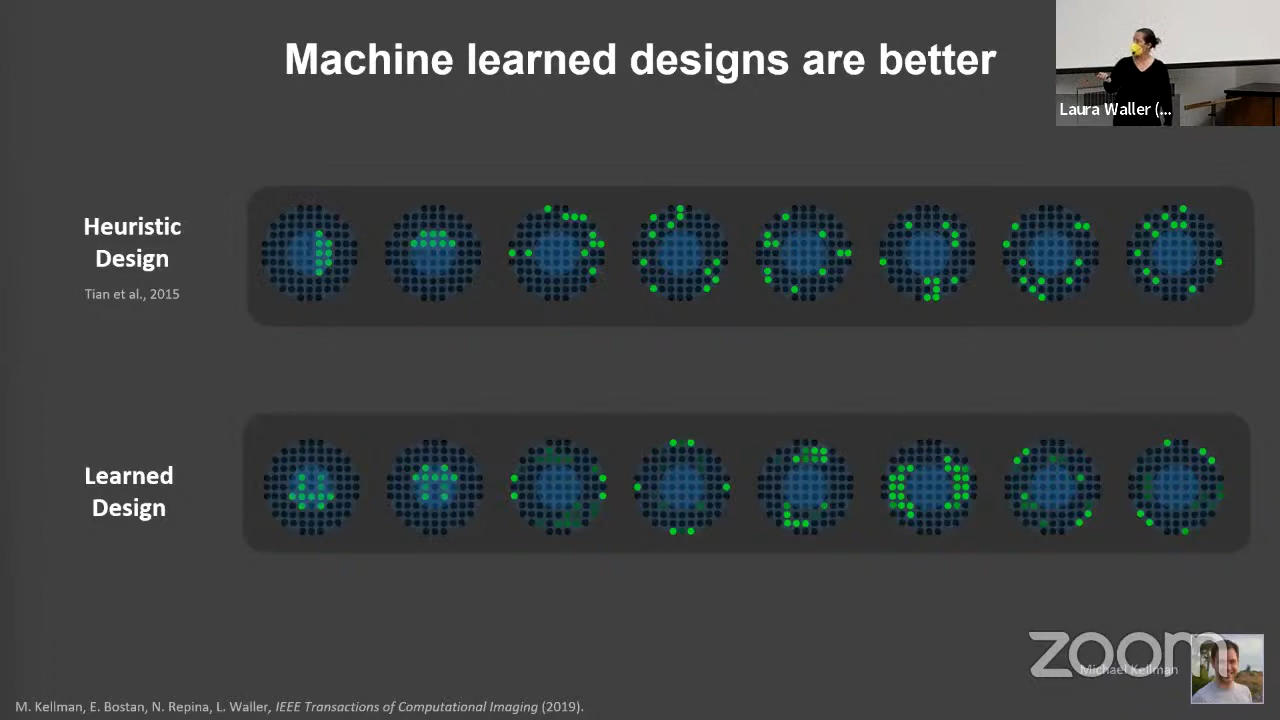 Machine learned designs are better
Laura Waller (...
Heuristic
Design
Tian et al., 2015
Learned
Design
zoom
Michael Kellman
M. Kellman, E. Bostan, N. Repina, L. Waller, IEEE Transactions of Computational Imaging (2019).